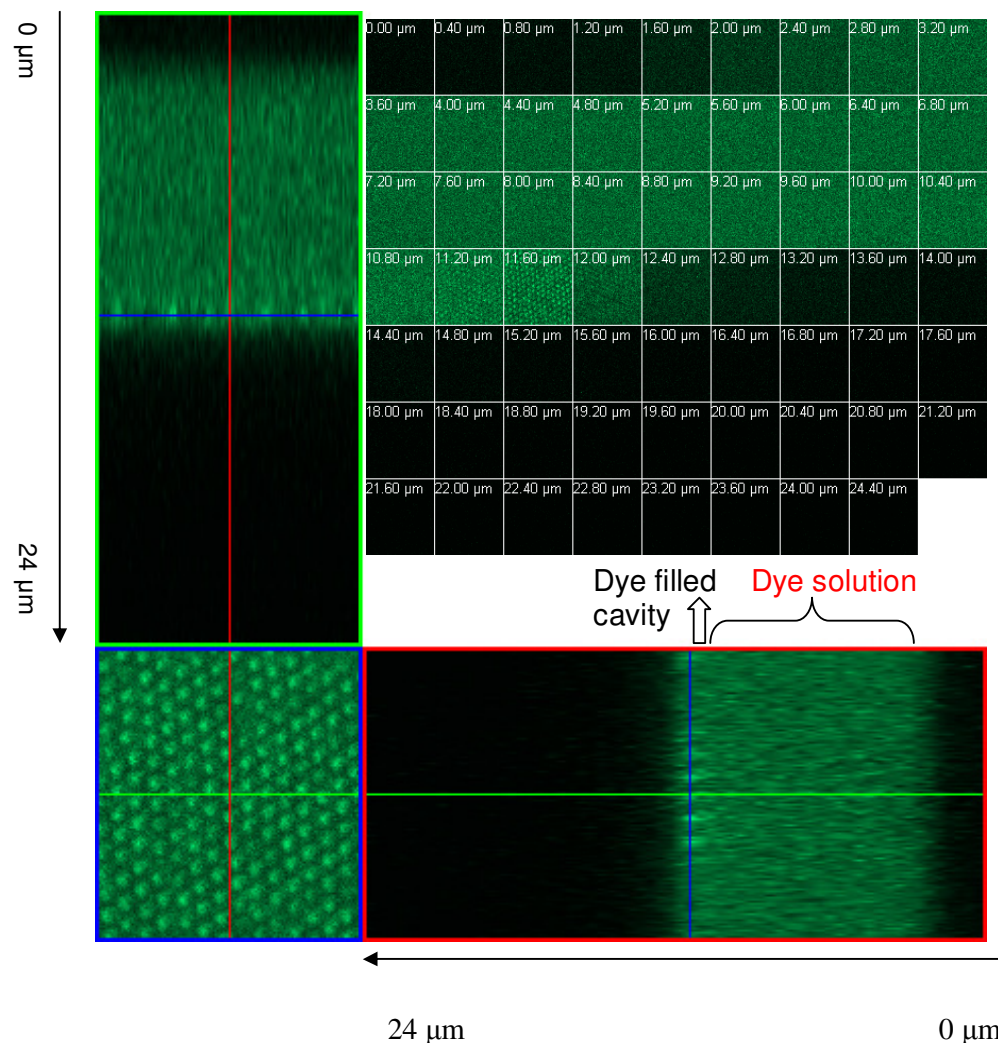 0 µm
24 µm
0.00 µm 0.40 µm 0.80 µm 1.20 µm 1.60 µm 2.00 µm 2.40 µm 2.80 µm 3.20 µm
3.60 µm 4.00 µm 4.40 µm 4.80 µm 5.20 µm 5.60 µm 6.00 µm 6.40 µm 6.80 µm
7.20 µm 7.60 µm 8.00 µm 8.40 µm 8.80 µm 9.20 µm 9.60 µm 10.00 µm 10.40 µm
10.80 µm 11.20 µm 11.60 µm 12.00 µm 12.40 µm 12.80 µm 13.20 µm 13.60 µm 14.00 µm
14.40 µm 14.80 µm 15.20 µm 15.60 µm 16.00 µm 16.40 µm 16.80 µm 17.20 µm 17.60 µm
18.00 µm 18.40 µm 18.80 µm 19.20 µm 19.60 µm 20.00 µm 20.40 µm 20.80 µm 21.20 µm
21.60 µm 22.00 µm 22.40 µm 22.80 µm 23.20 µm 23.60 µm 24.00 µm 24.40 µm
Dye filled Dye solution
cavity
24 µm 0 µm